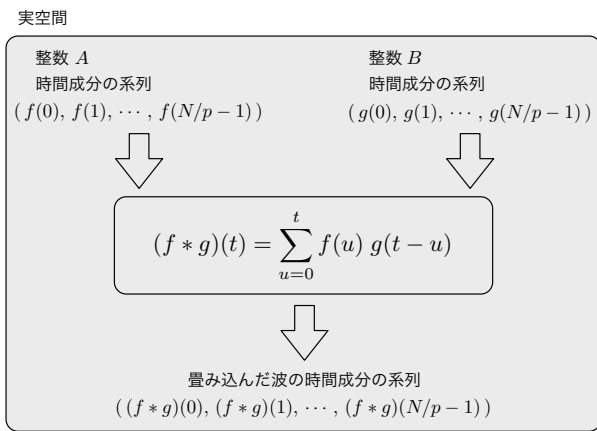 実空間
整数 A
時間成分の系列
( f(0), f(1), ⋯ , f(N/p − 1) )
整数 B
時間成分の系列
( g(0), g(1), ⋯ , g(N/p − 1) )
(f ∗ g)(t) = ∑_{u=0}^{t} f(u) g(t − u)
畳み込んだ波の時間成分の系列
( (f ∗ g)(0), (f ∗ g)(1), ⋯ , (f ∗ g)(N/p − 1) )